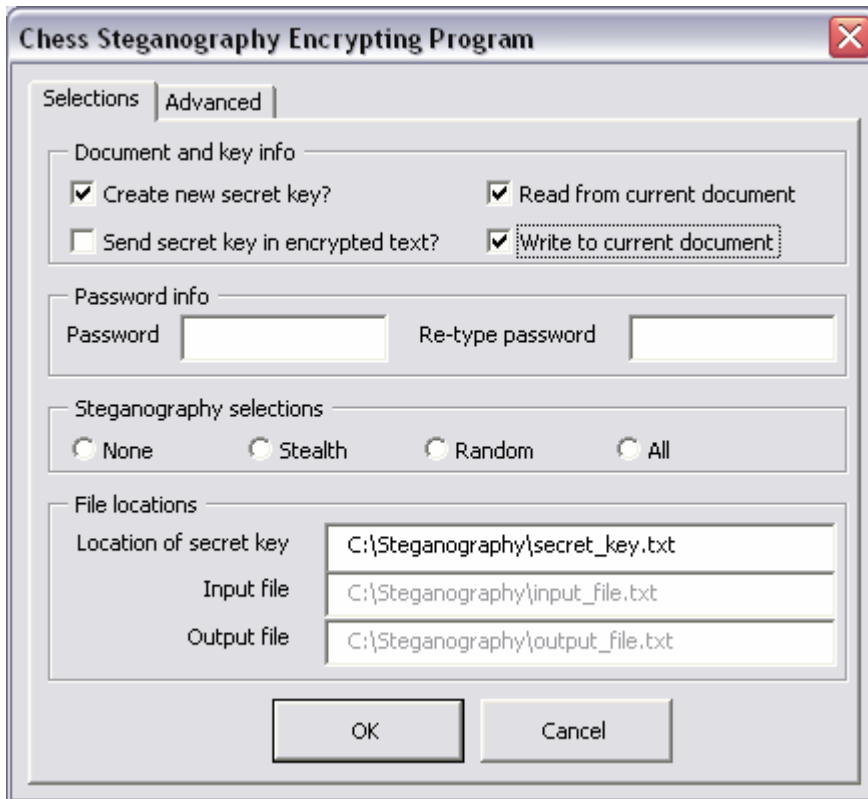 Chess Steganography Encrypting Program
Selections Advanced
Document and key info
Create new secret key? Read from current document
Send secret key in encrypted text? Write to current document
Password info
Password Re-type password
Steganography selections
None Stealth Random All
File locations
Location of secret key C:\Steganography\secret_key.txt
Input file C:\Steganography\input_file.txt
Output file C:\Steganography\output_file.txt
OK Cancel